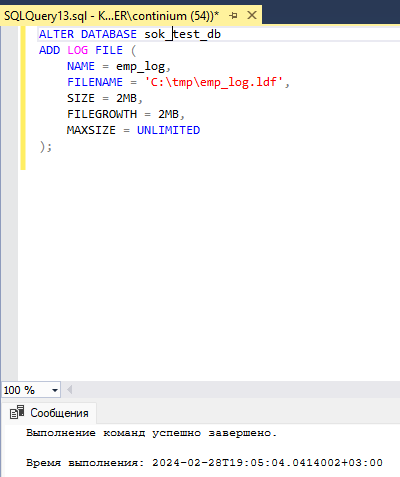 SQLQuery13.sql - K...ER\continium (54))*
ALTER DATABASE sok_test_db
ADD LOG FILE (
    NAME = emp_log,
    FILENAME = 'C:\tmp\emp_log.ldf',
    SIZE = 2MB,
    FILEGROWTH = 2MB,
    MAXSIZE = UNLIMITED
);
100 %
Сообщения
Выполнение команд успешно завершено.
Время выполнения: 2024-02-28T19:05:04.0414002+03:00